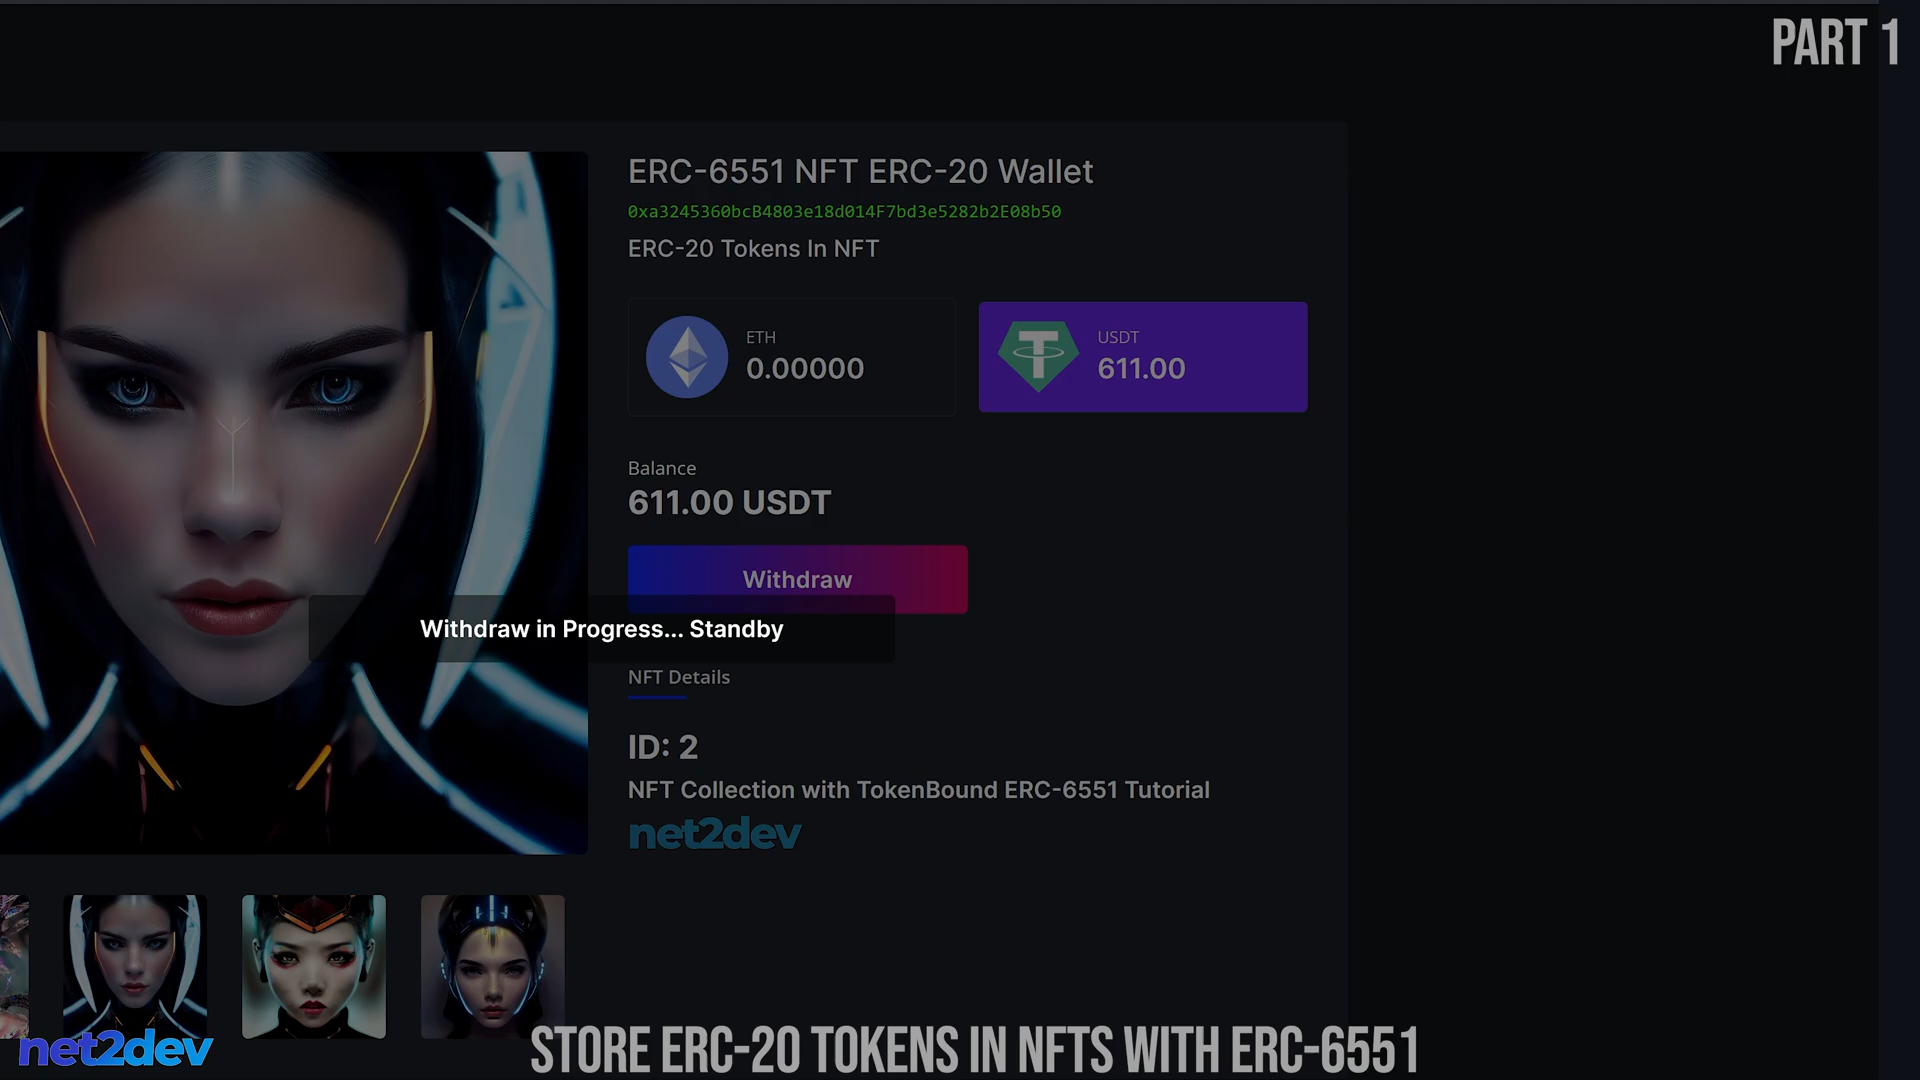 PART 1
ERC-6551 NFT ERC-20 Wallet
0xa3245360bcB4803e18d014F7bd3e5282b2E08b50
ERC-20 Tokens In NFT
ETH
0.00000
USDT
611.00
Balance
611.00 USDT
Withdraw
Withdraw in Progress... Standby
NFT Details
ID: 2
NFT Collection with TokenBound ERC-6551 Tutorial
net2dev
net2dev
STORE ERC-20 TOKENS IN NFTS WITH ERC-6551